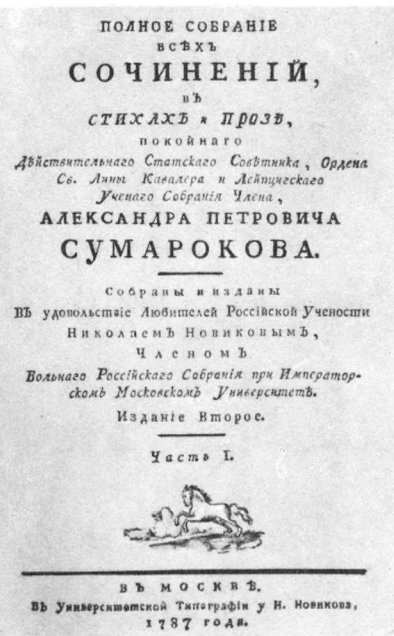 ПОЛНОЕ СОБРАНІЕ
ВСѢХЪ
СОЧИНЕНІЙ,
ВЪ
СТИХАХЪ и ПРОЗѢ,
ПОКОЙНАГО
Дѣйствительнаго Статскаго Совѣтника, Ордена
Св. Анны Кавалера и Лейпцигскаго
Ученаго Собранія Члена,
АЛЕКСАНДРА ПЕТРОВИЧА
СУМАРОКОВА.
Собраны и изданы
Въ удовольствіе Любителей Россійской Учености
Николаемъ Новиковымъ,
Членомъ
Вольнаго Россійскаго Собранія при Император-
скомъ Московскомъ Университетѣ.
Изданіе Второе.
Часть I.
ВЪ МОСКВѢ.
Въ Университетской Типографіи у Н. Новикова,
1787 года.